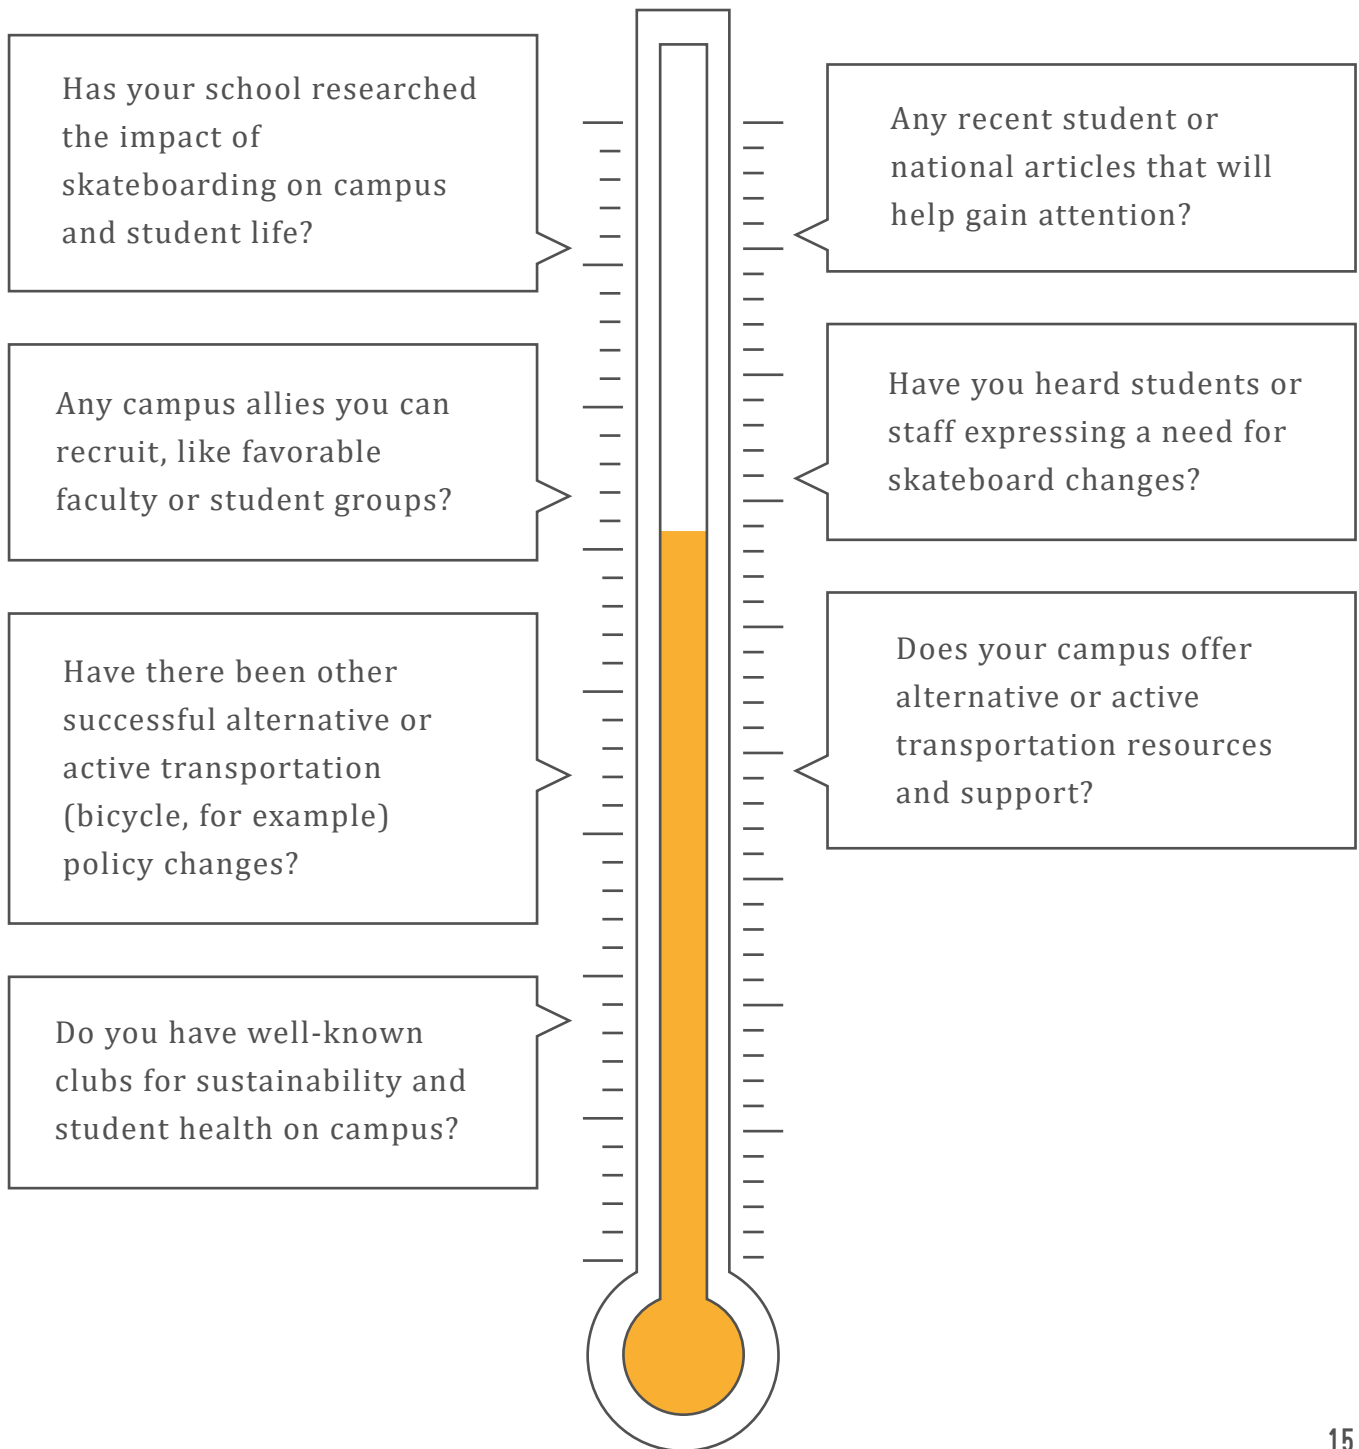 Has your school researched
the impact of
skateboarding on campus
and student life?
Any recent student or
national articles that will
help gain attention?
Any campus allies you can
recruit, like favorable
faculty or student groups?
Have you heard students or
staff expressing a need for
skateboard changes?
Have there been other
successful alternative or
active transportation
(bicycle, for example)
policy changes?
Does your campus offer
alternative or active
transportation resources
and support?
Do you have well-known
clubs for sustainability and
student health on campus?
15